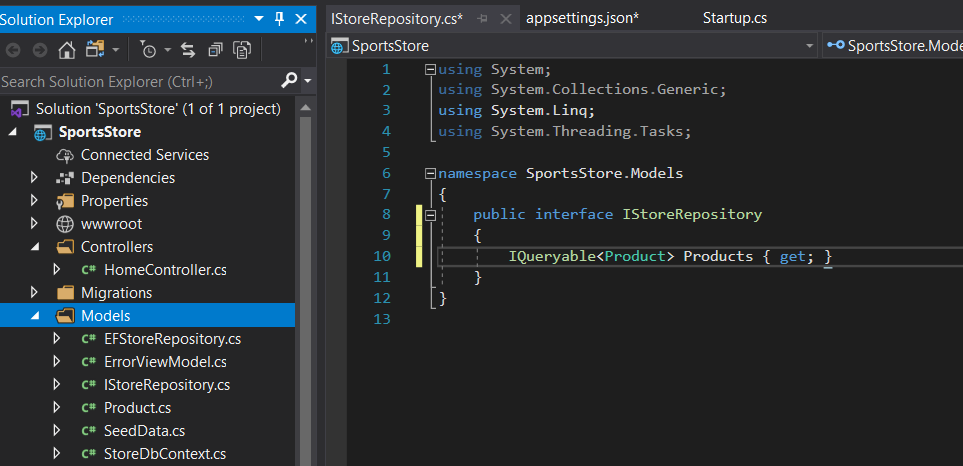 Solution Explorer
Search Solution Explorer (Ctrl+;)
Solution 'SportsStore' (1 of 1 project)
SportsStore
Connected Services
Dependencies
Properties
wwwroot
Controllers
C# HomeController.cs
Migrations
Models
C# EFStoreRepository.cs
C# ErrorViewModel.cs
C# IStoreRepository.cs
C# Product.cs
C# SeedData.cs
C# StoreDbContext.cs
IStoreRepository.cs* appsettings.json* Startup.cs
SportsStore SportsStore.Mode
1 using System;
2 using System.Collections.Generic;
3 using System.Linq;
4 using System.Threading.Tasks;
5
6 namespace SportsStore.Models
7 {
8 public interface IStoreRepository
9 {
10 IQueryable<Product> Products { get; }
11 }
12 }
13